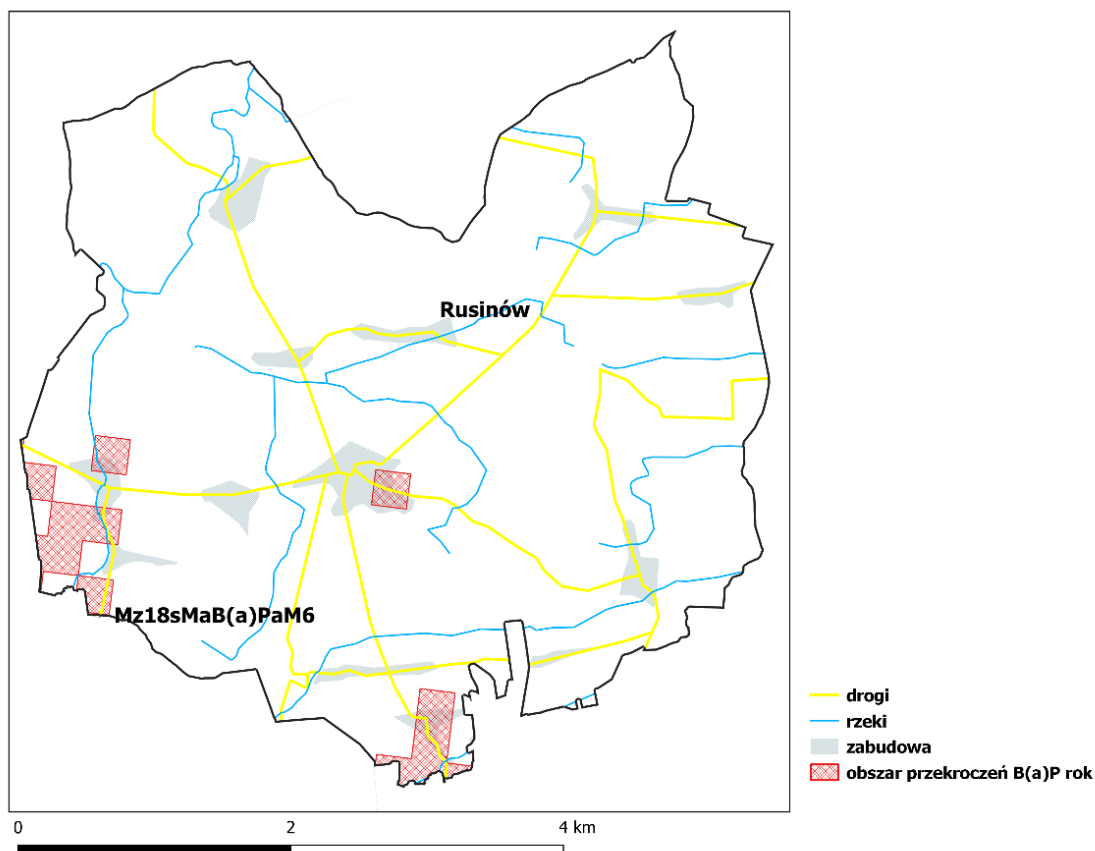 Rusinów
Mz18sMaB(a)PaM6
drogi
rzeki
zabudowa
obszar przekroczeń B(a)P rok
0 2 4 km